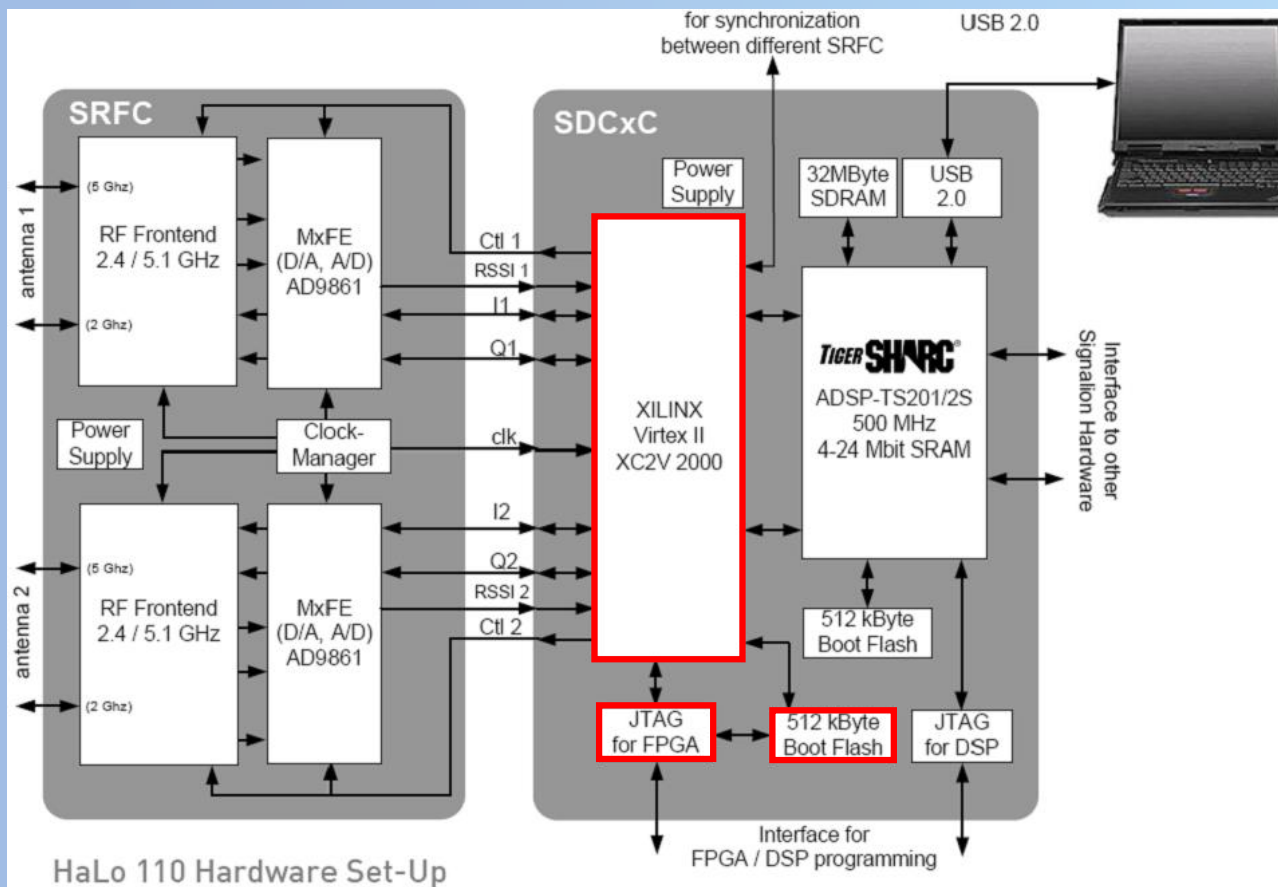 for synchronization
between different SRFC
USB 2.0
SRFC
SDCxC
antenna 1
(5 Ghz)
RF Frontend
2.4 / 5.1 GHz
(2 Ghz)
MxFE
(D/A, A/D)
AD9861
Ctl 1
RSSI 1
I1
Q1
Power
Supply
32MByte
SDRAM
USB
2.0
TIGER SHARC®
ADSP-TS201/2S
500 MHz
4-24 Mbit SRAM
Interface to other
Signalion Hardware
XILINX
Virtex II
XC2V 2000
Power
Supply
Clock-
Manager
clk
antenna 2
(5 Ghz)
RF Frontend
2.4 / 5.1 GHz
(2 Ghz)
MxFE
(D/A, A/D)
AD9861
I2
Q2
RSSI 2
Ctl 2
512 kByte
Boot Flash
JTAG
for FPGA
512 kByte
Boot Flash
JTAG
for DSP
Interface for
FPGA / DSP programming
HaLo 110 Hardware Set-Up